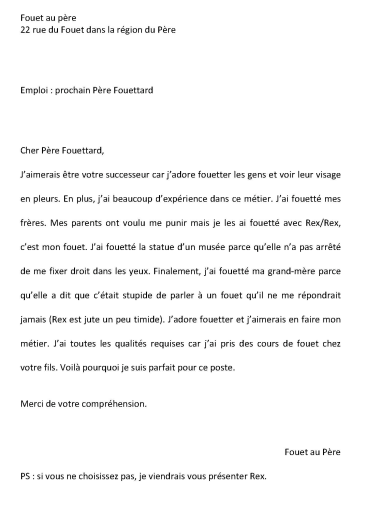 Fouet au père
22 rue du Fouet dans la région du Père
Emploi : prochain Père Fouettard
Cher Père Fouettard,
J'aimerais être votre successeur car j'adore fouetter les gens et voir leur visage
en pleurs. En plus, j'ai beaucoup d'expérience dans ce métier. J'ai fouetté mes
frères. Mes parents ont voulu me punir mais je les ai fouetté avec Rex/Rex,
c'est mon fouet. J'ai fouetté la statue d'un musée parce qu'elle n'a pas arrêté
de me fixer droit dans les yeux. Finalement, j'ai fouetté ma grand-mère parce
qu'elle a dit que c'était stupide de parler à un fouet qu'il ne me répondrait
jamais (Rex est jute un peu timide). J'adore fouetter et j'aimerais en faire mon
métier. J'ai toutes les qualités requises car j'ai pris des cours de fouet chez
votre fils. Voilà pourquoi je suis parfait pour ce poste.
Merci de votre compréhension.
Fouet au Père
PS : si vous ne choisissez pas, je viendrais vous présenter Rex.